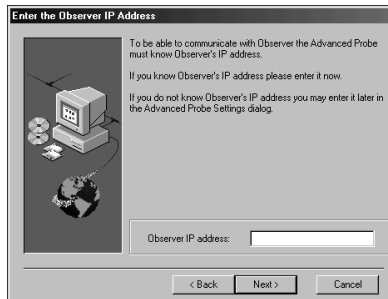 Enter the Observer IP Address
To be able to communicate with Observer the Advanced Probe
must know Observer's IP address.
If you know Observer's IP address please enter it now.
If you do not know Observer's IP address you may enter it later in
the Advanced Probe Settings dialog.
Observer IP address:
< Back
Next >
Cancel